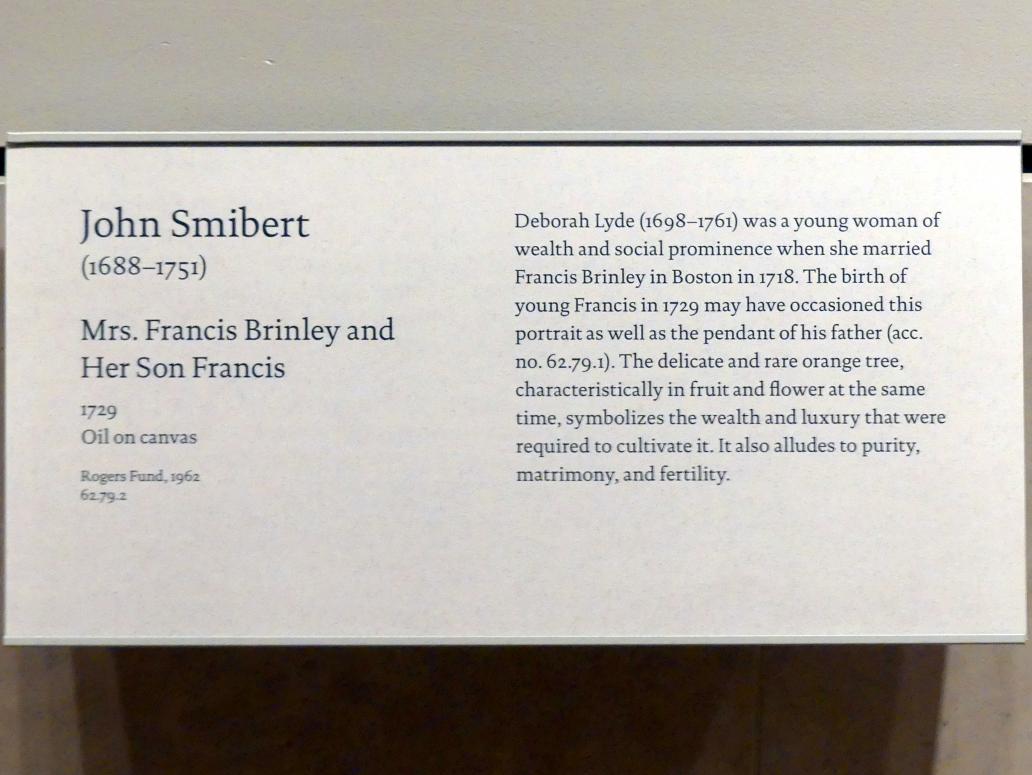 John Smibert
(1688–1751)
Mrs. Francis Brinley and
Her Son Francis
1729
Oil on canvas
Rogers Fund, 1962
62.79.2
Deborah Lyde (1698–1761) was a young woman of
wealth and social prominence when she married
Francis Brinley in Boston in 1718. The birth of
young Francis in 1729 may have occasioned this
portrait as well as the pendant of his father (acc.
no. 62.79.1). The delicate and rare orange tree,
characteristically in fruit and flower at the same
time, symbolizes the wealth and luxury that were
required to cultivate it. It also alludes to purity,
matrimony, and fertility.